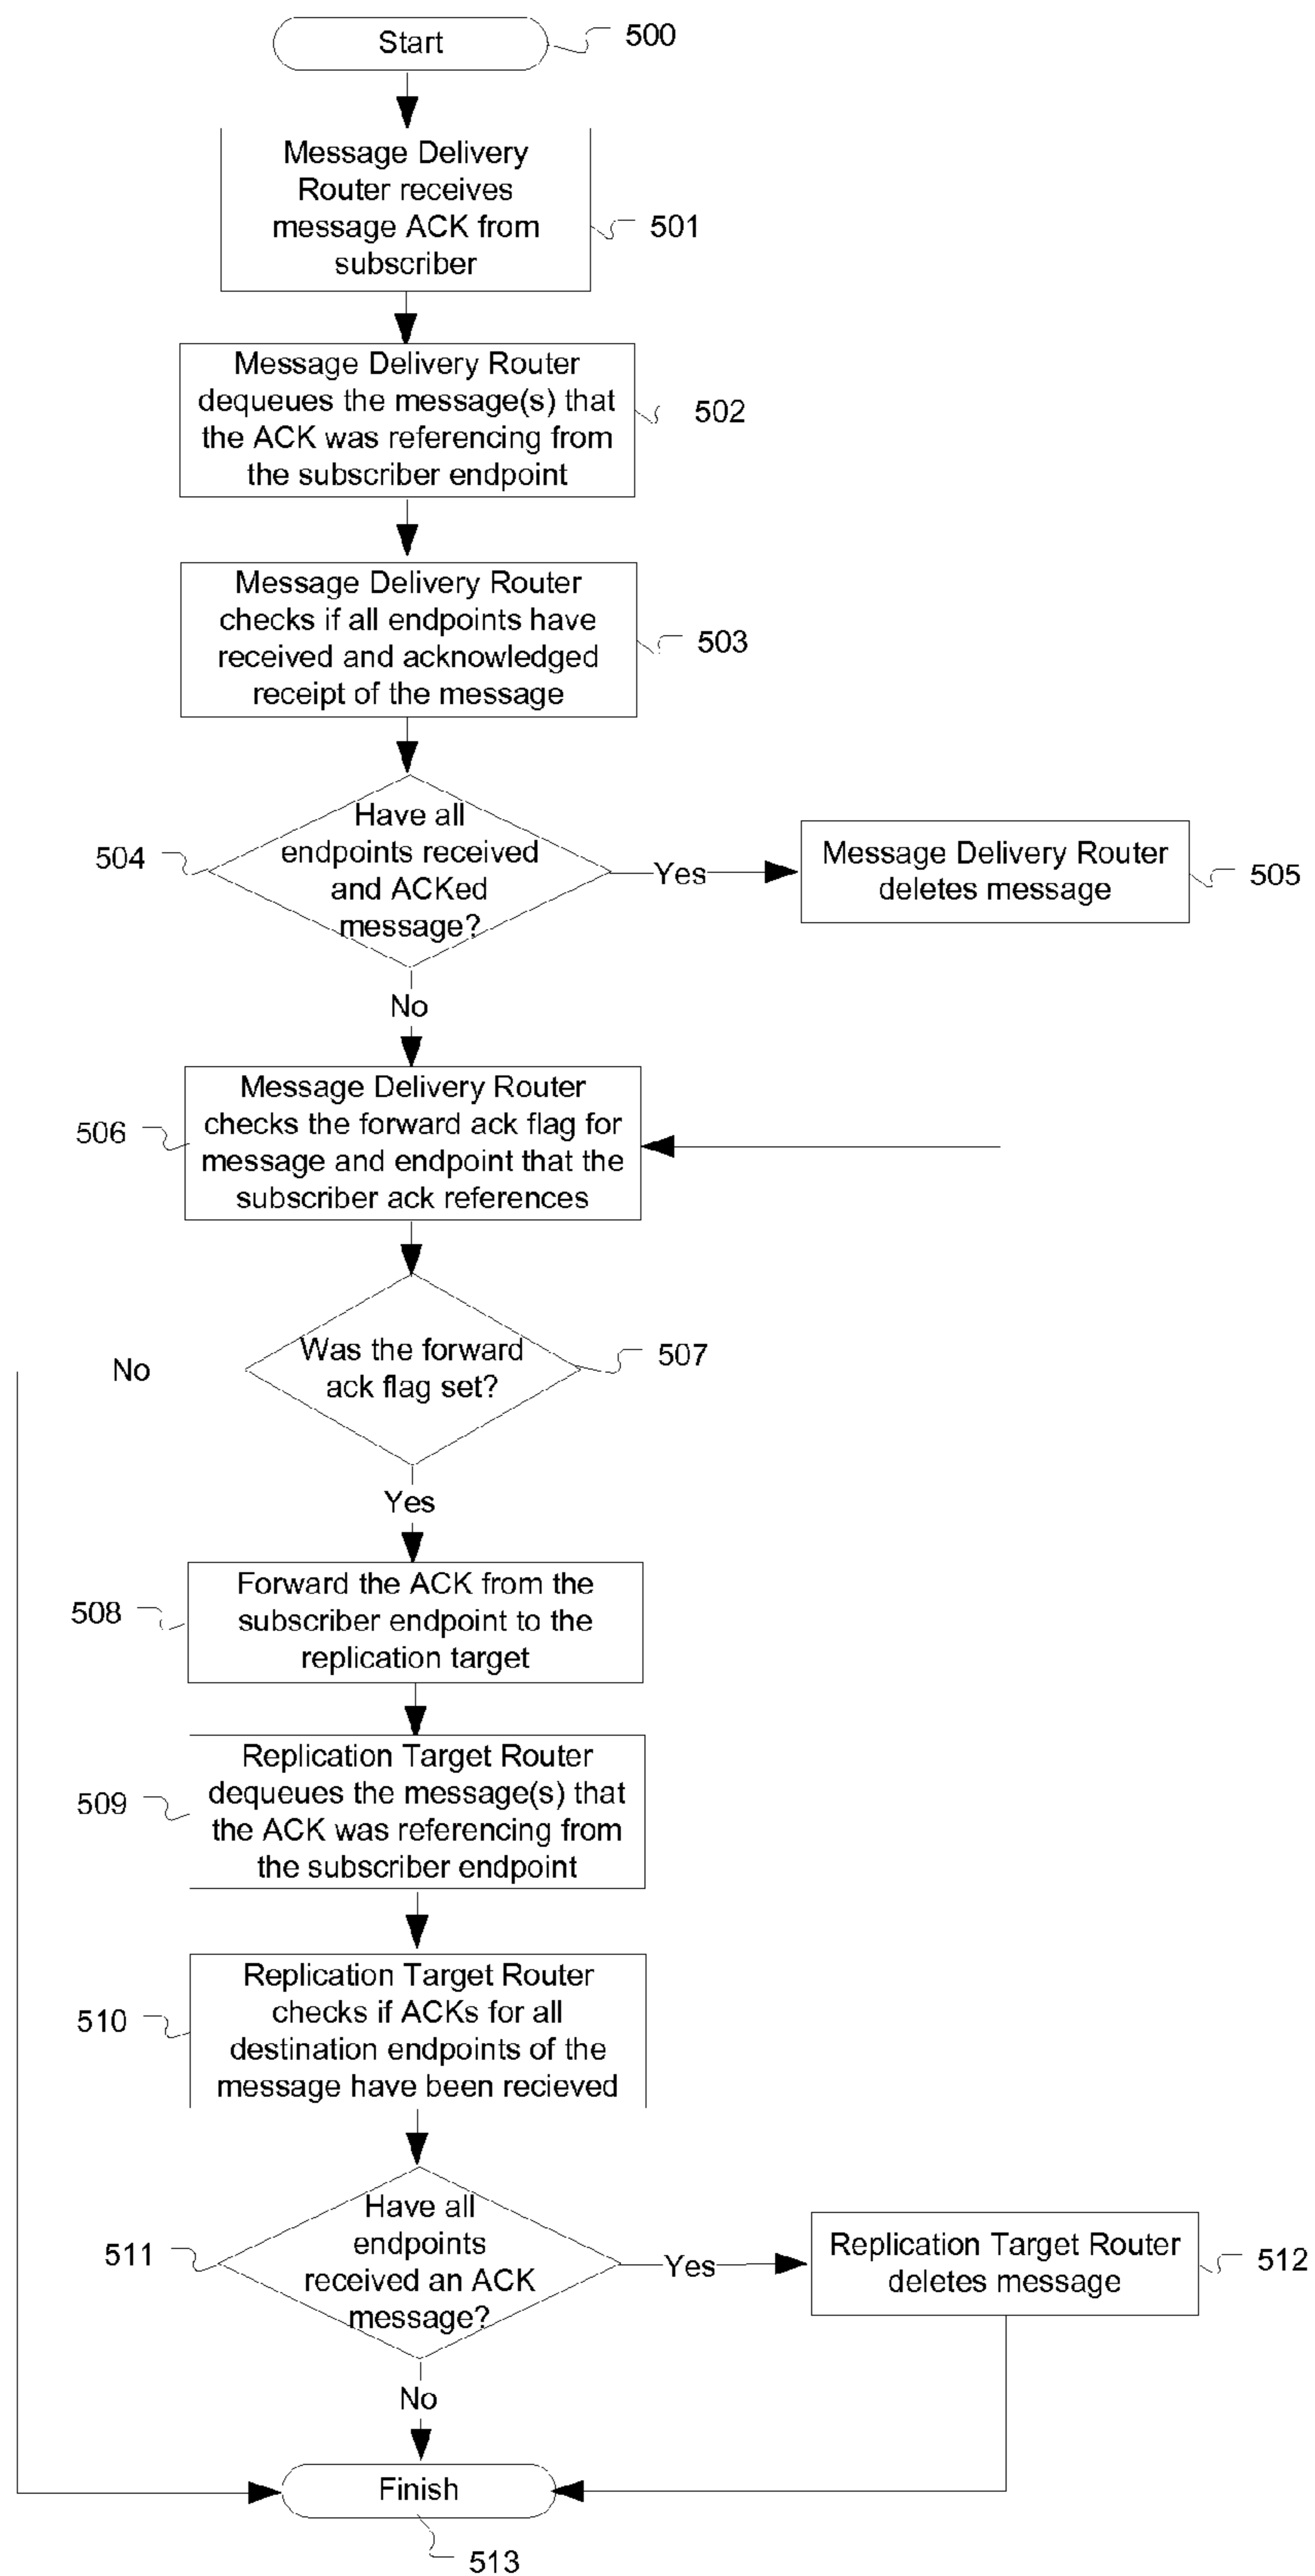 Start
500
Message Delivery
Router receives
message ACK from
subscriber
501
Message Delivery Router
dequeues the message(s) that
the ACK was referencing from
the subscriber endpoint
502
Message Delivery Router
checks if all endpoints have
received and acknowledged
receipt of the message
503
Have all
endpoints received
and ACKed
message?
504
Yes
Message Delivery Router
deletes message
505
No
Message Delivery Router
checks the forward ack flag for
message and endpoint that the
subscriber ack references
506
Was the forward
ack flag set?
507
No
Yes
Forward the ACK from the
subscriber endpoint to the
replication target
508
Replication Target Router
dequeues the message(s) that
the ACK was referencing from
the subscriber endpoint
509
Replication Target Router
checks if ACKs for all
destination endpoints of the
message have been recieved
510
Have all
endpoints
received an ACK
message?
511
Yes
Replication Target Router
deletes message
512
No
Finish
513